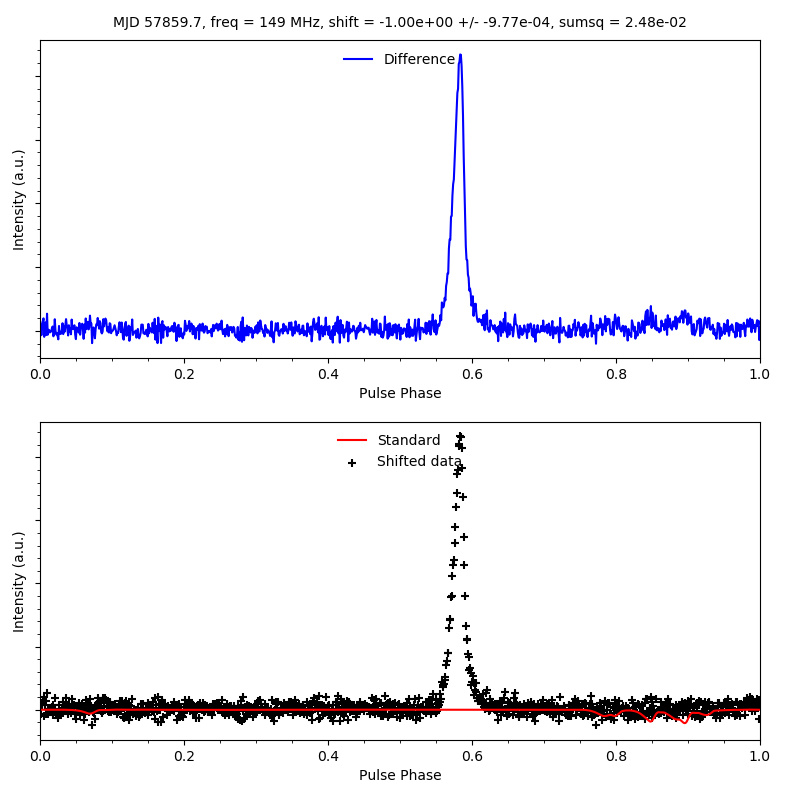 MJD 57859.7, freq = 149 MHz, shift = -1.00e+00 +/- -9.77e-04, sumsq = 2.48e-02
Difference
Intensity (a.u.)
0.0 0.2 0.4 0.6 0.8 1.0
Pulse Phase
Standard
Shifted data
Intensity (a.u.)
0.0 0.2 0.4 0.6 0.8 1.0
Pulse Phase